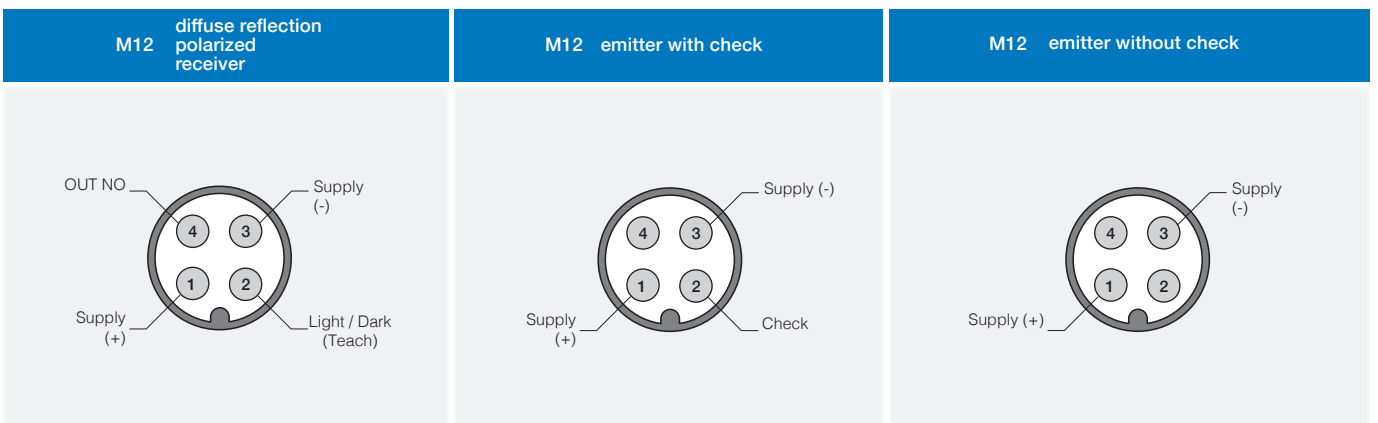 M12
diffuse reflection
polarized
receiver
M12 emitter with check
M12 emitter without check
OUT NO
Supply
(-)
4
3
1
2
Supply
(+)
Light / Dark
(Teach)
Supply (-)
4
3
1
2
Supply
(+)
Check
Supply
(-)
4
3
1
2
Supply (+)